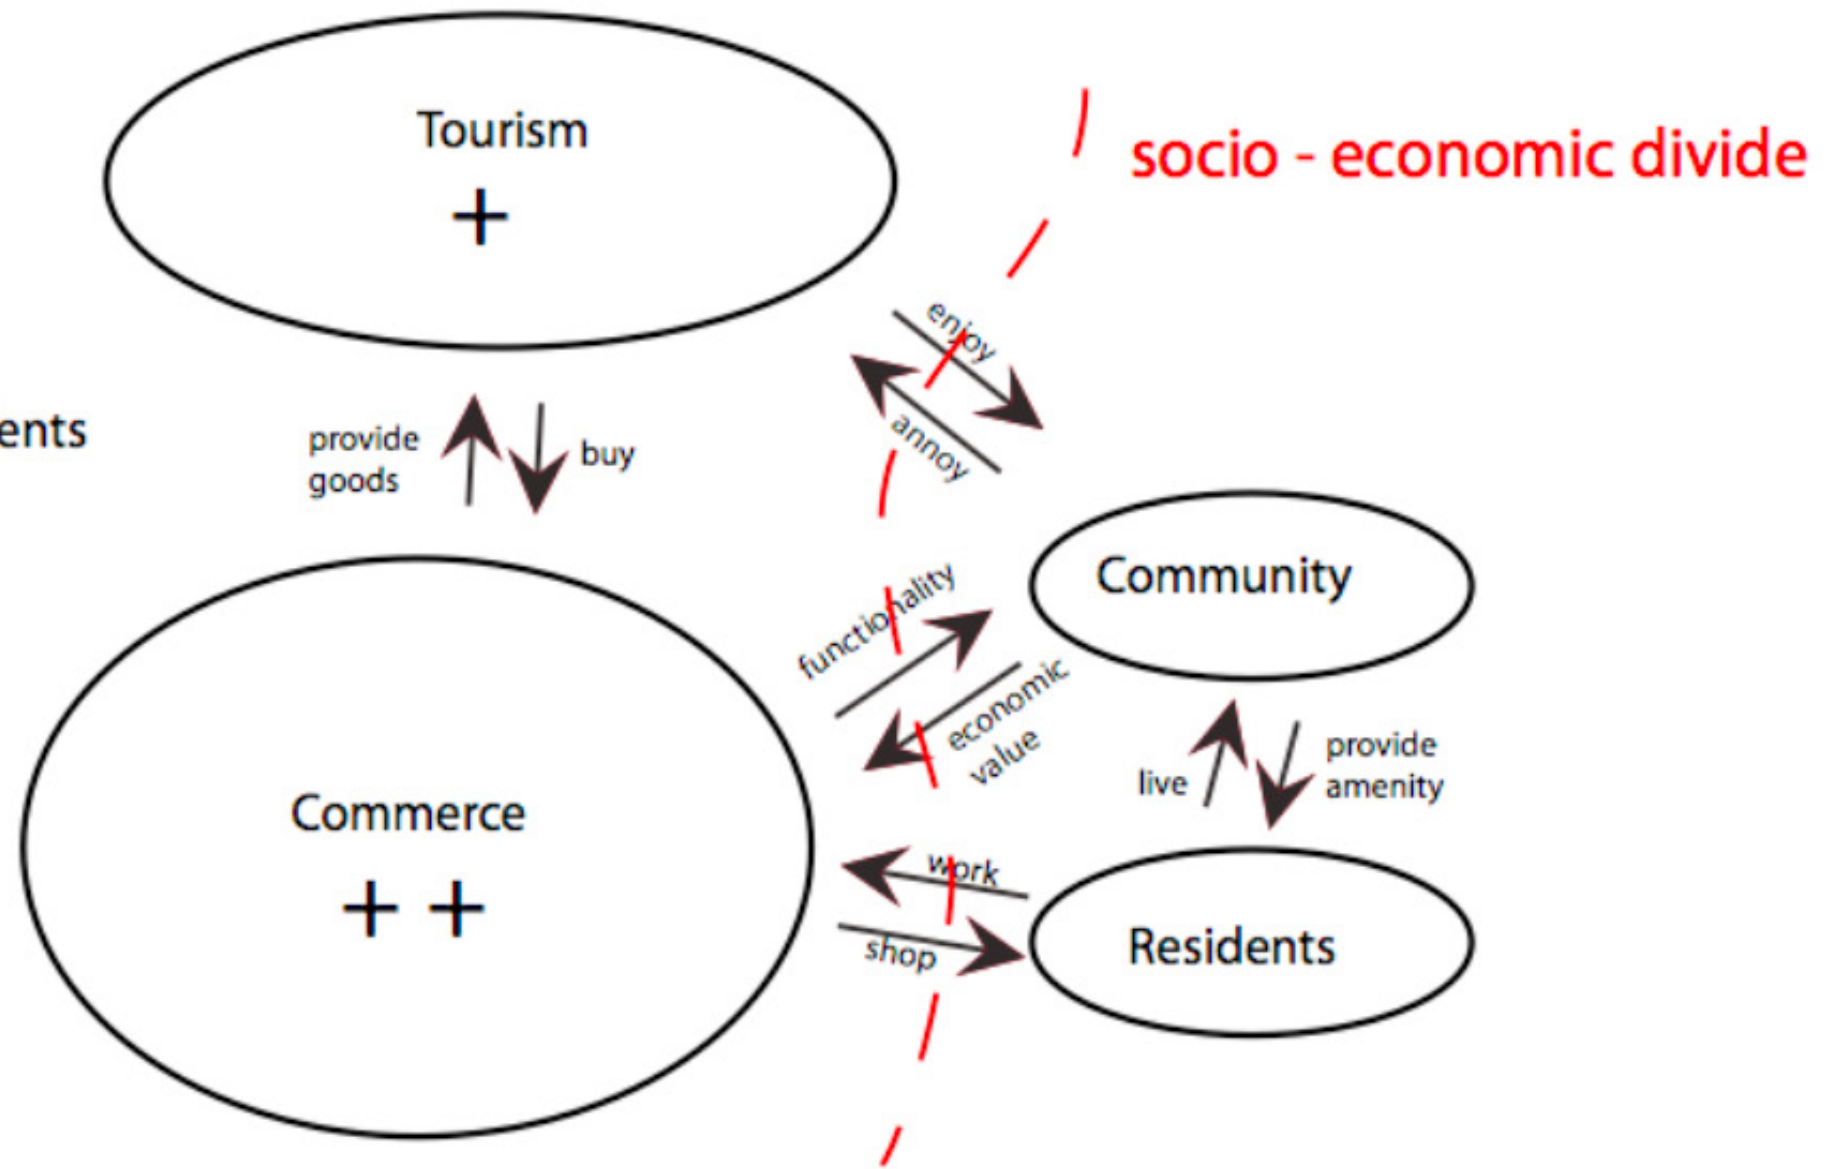 Tourism
+
socio - economic divide
enjoy
annoy
ents
provide
goods
buy
functionality
Community
economic
value
live
provide
amenity
Commerce
+ +
work
shop
Residents